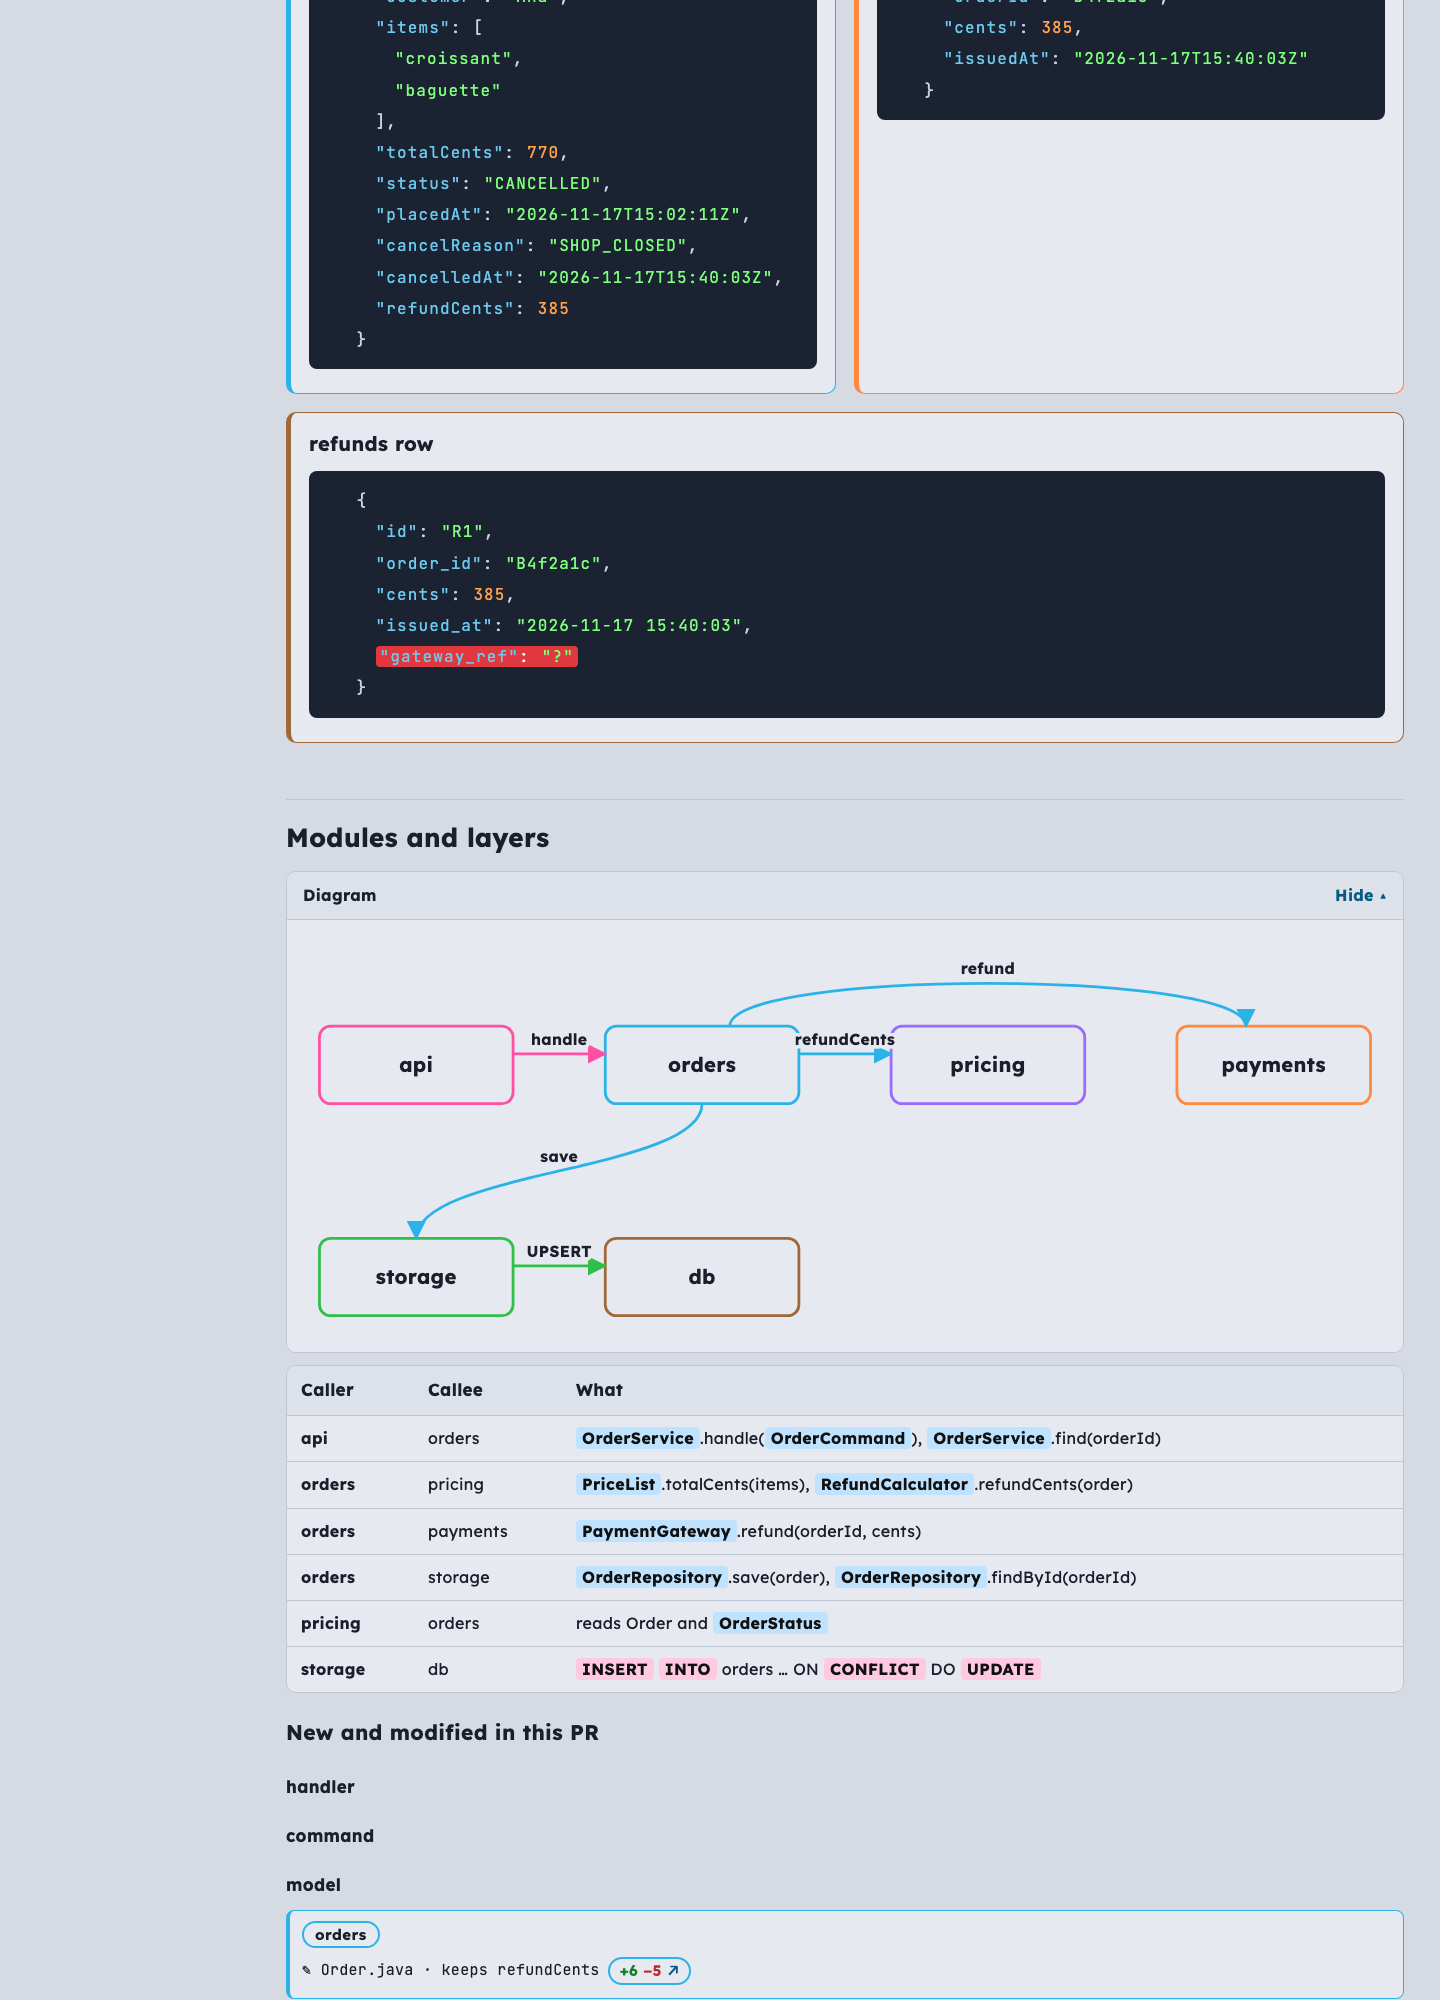 "items": [
"croissant",
"baguette"
],
"totalCents": 770,
"status": "CANCELLED",
"placedAt": "2026-11-17T15:02:11Z",
"cancelReason": "SHOP_CLOSED",
"cancelledAt": "2026-11-17T15:40:03Z",
"refundCents": 385
}
"cents": 385,
"issuedAt": "2026-11-17T15:40:03Z"
}
refunds row
{
"id": "R1",
"order_id": "B4f2a1c",
"cents": 385,
"issued_at": "2026-11-17 15:40:03",
"gateway_ref": "?"
}
Modules and layers
Diagram
Hide ▴
refund
handle
refundCents
api
orders
pricing
payments
save
UPSERT
storage
db
Caller Callee What
api orders OrderService.handle(OrderCommand), OrderService.find(orderId)
orders pricing PriceList.totalCents(items), RefundCalculator.refundCents(order)
orders payments PaymentGateway.refund(orderId, cents)
orders storage OrderRepository.save(order), OrderRepository.findById(orderId)
pricing orders reads Order and OrderStatus
storage db INSERT INTO orders … ON CONFLICT DO UPDATE
New and modified in this PR
handler
command
model
orders
✎ Order.java · keeps refundCents +6 −5 ↗